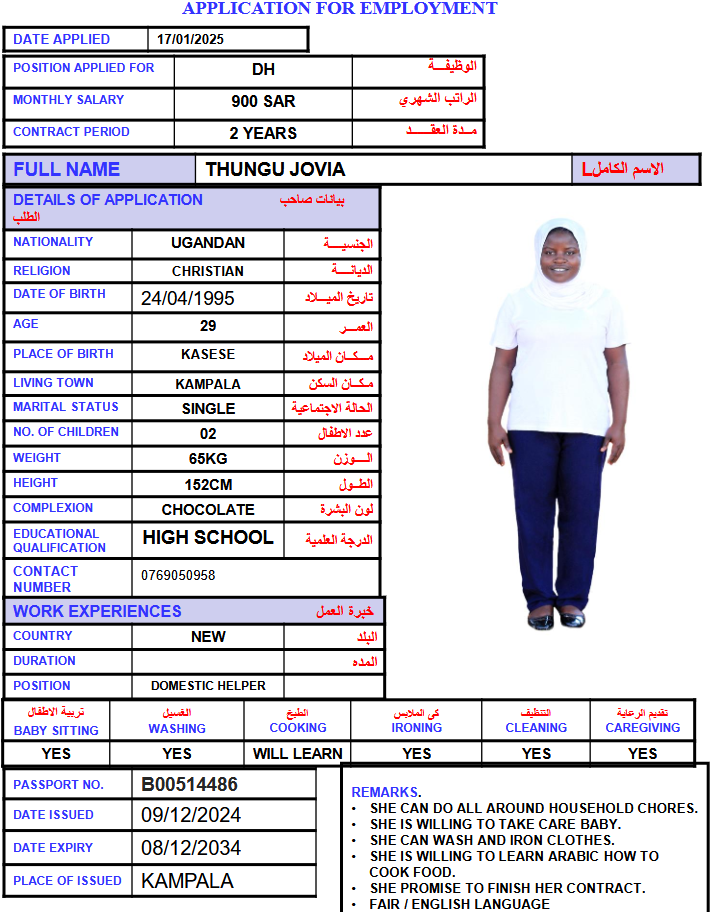 APPLICATION FOR EMPLOYMENT
DATE APPLIED 17/01/2025
POSITION APPLIED FOR DH الوظيفـــة
MONTHLY SALARY 900 SAR الراتب الشهري
CONTRACT PERIOD 2 YEARS مــدة العقـــــد
FULL NAME THUNGU JOVIA الاسم الكاملL
DETAILS OF APPLICATION بيانات صاحب
الطلب
NATIONALITY UGANDAN الجنسيـــة
RELIGION CHRISTIAN الديانـــة
DATE OF BIRTH 24/04/1995 تاريخ الميـــلاد
AGE 29 العمــر
PLACE OF BIRTH KASESE مـــكـان الميلاد
LIVING TOWN KAMPALA مكـان السكن
MARITAL STATUS SINGLE الحالة الاجتماعية
NO. OF CHILDREN 02 عدد الاطفال
WEIGHT 65KG الـــوزن
HEIGHT 152CM الطــول
COMPLEXION CHOCOLATE لون البشرة
EDUCATIONAL QUALIFICATION HIGH SCHOOL الدرجة العلمية
CONTACT NUMBER 0769050958
WORK EXPERIENCES خبرة العمل
COUNTRY NEW البلد
DURATION المده
POSITION DOMESTIC HELPER
تربية الاطفال الغسيل الطبخ كى الملابس التنظيف تقديم الرعاية
BABY SITTING WASHING COOKING IRONING CLEANING CAREGIVING
YES YES WILL LEARN YES YES YES
PASSPORT NO. B00514486
DATE ISSUED 09/12/2024
DATE EXPIRY 08/12/2034
PLACE OF ISSUED KAMPALA
REMARKS.
• SHE CAN DO ALL AROUND HOUSEHOLD CHORES.
• SHE IS WILLING TO TAKE CARE BABY.
• SHE CAN WASH AND IRON CLOTHES.
• SHE IS WILLING TO LEARN ARABIC HOW TO
COOK FOOD.
• SHE PROMISE TO FINISH HER CONTRACT.
• FAIR / ENGLISH LANGUAGE